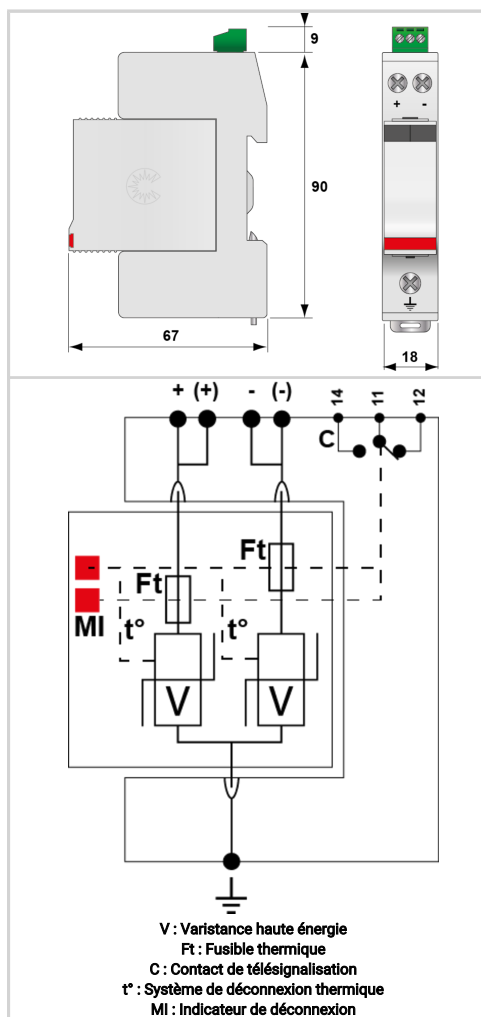 9
90
67
+ -
18
+ (+) - (-)
14 11 12
C
Ft
Ft
-
MI
t° t°
V V
V : Varistance haute énergie
Ft : Fusible thermique
C : Contact de télésignalisation
t° : Système de déconnexion thermique
MI : Indicateur de déconnexion